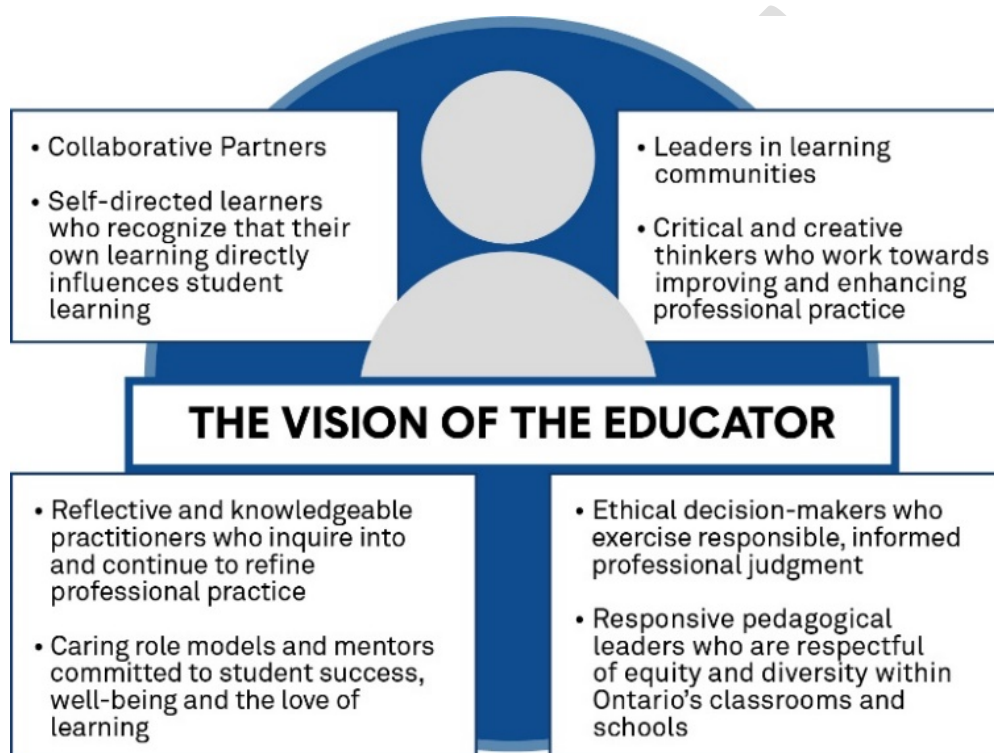 • Collaborative Partners
• Self-directed learners
who recognize that their
own learning directly
influences student
learning
• Leaders in learning
communities
• Critical and creative
thinkers who work towards
improving and enhancing
professional practice
THE VISION OF THE EDUCATOR
• Reflective and knowledgeable
practitioners who inquire into
and continue to refine
professional practice
• Caring role models and mentors
committed to student success,
well-being and the love of
learning
• Ethical decision-makers who
exercise responsible, informed
professional judgment
• Responsive pedagogical
leaders who are respectful
of equity and diversity within
Ontario's classrooms and
schools